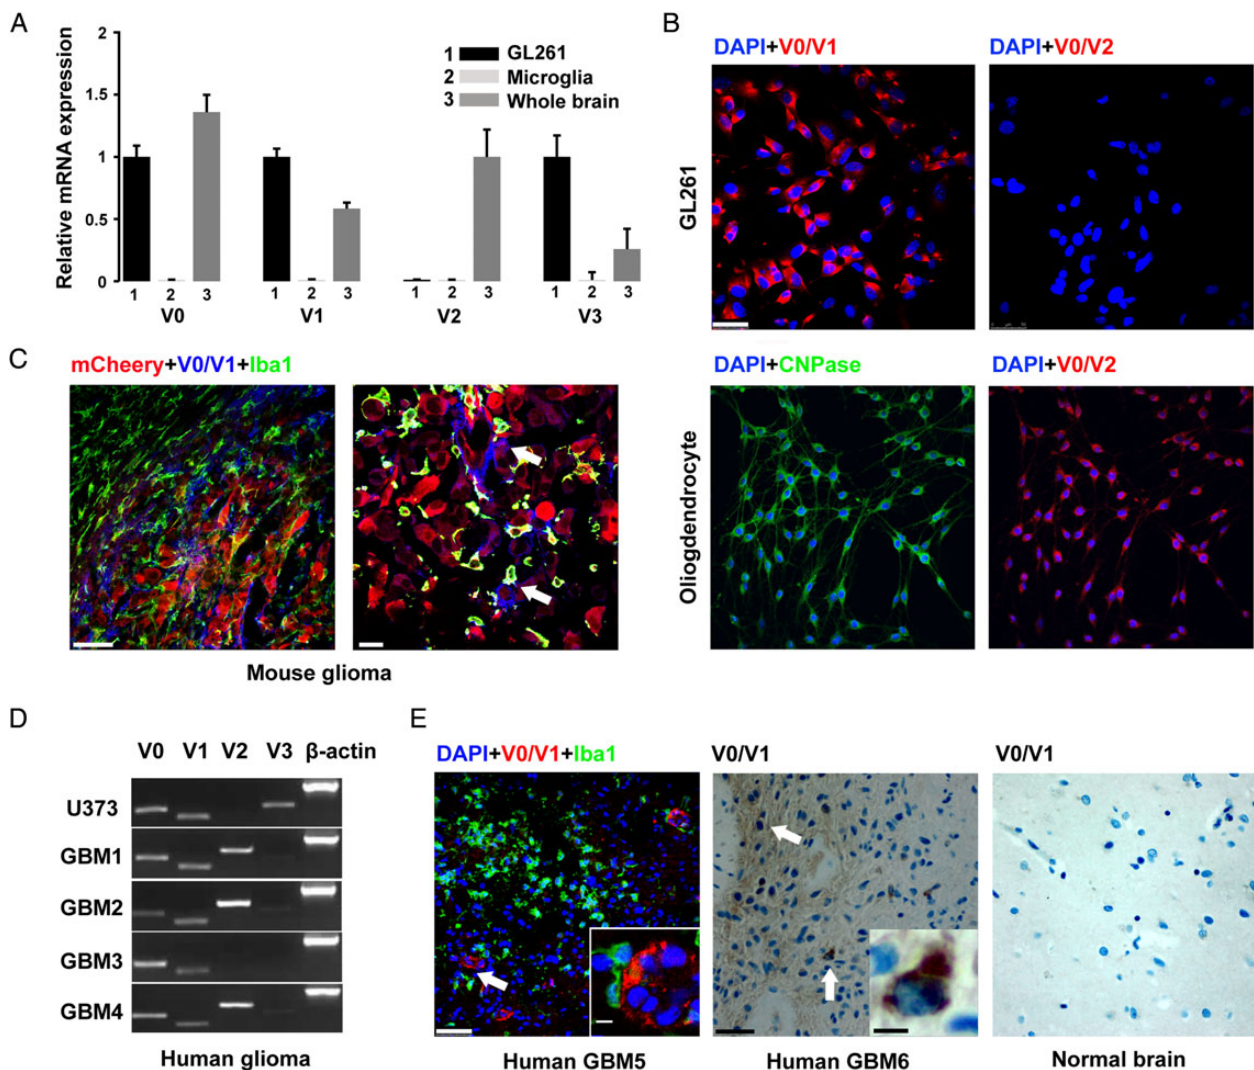 A
Relative mRNA expression
2
1.5
1
0.5
0
1 GL261
2 Microglia
3 Whole brain
1 2 3 1 2 3 1 2 3 1 2 3
V0 V1 V2 V3
B
DAPI+V0/V1 DAPI+V0/V2
GL261
DAPI+CNPase DAPI+V0/V2
Oliogdendrocyte
C
mCheery+V0/V1+Iba1
Mouse glioma
D
V0 V1 V2 V3 β-actin
U373
GBM1
GBM2
GBM3
GBM4
Human glioma
E
DAPI+V0/V1+Iba1 V0/V1 V0/V1
Human GBM5 Human GBM6 Normal brain